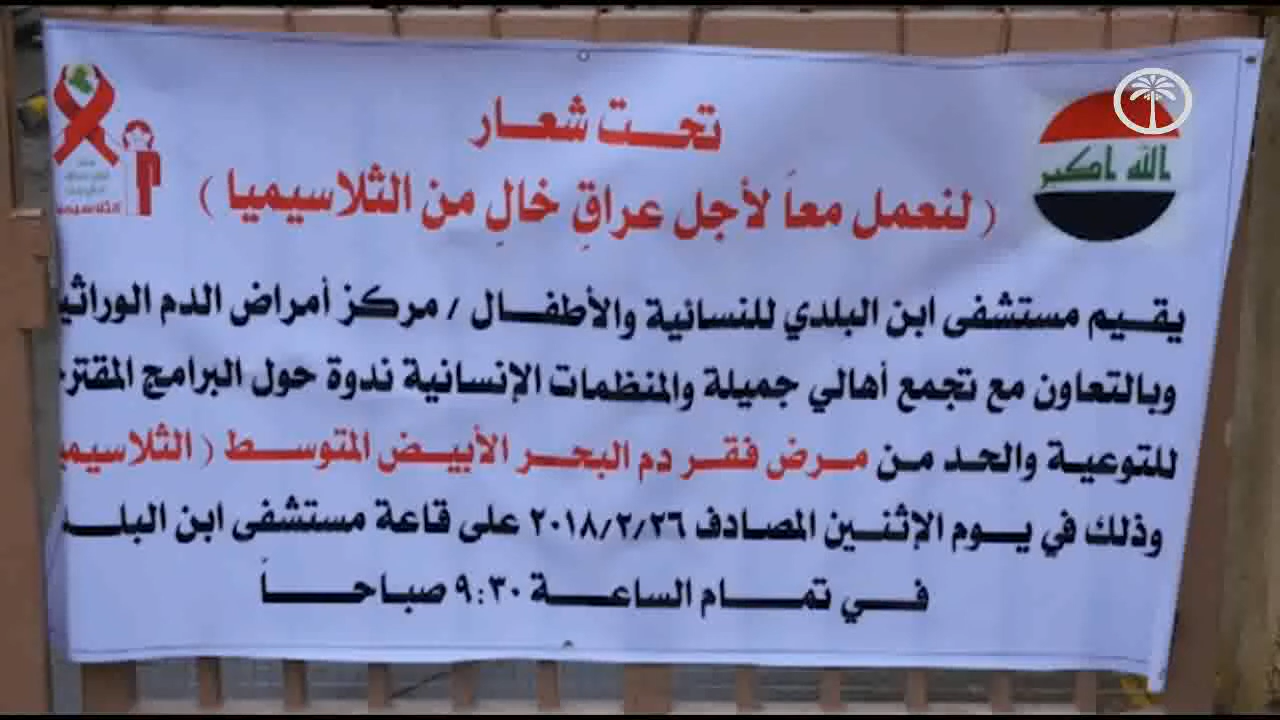 تحت شعار
( لنعمل معاً لأجل عراقِ خالِ من الثلاسيميا )
الله اكبر
يقيم مستشفى ابن البلدي للنسائية والأطفال / مركز أمراض الدم الوراثي
وبالتعاون مع تجمع أهالي جميلة والمنظمات الإنسانية ندوة حول البرامج المقتر
للتوعية والحد من مرض فقر دم البحر الأبيض المتوسط ( الثلاسيمي
وذلك في يوم الإثنين المصادف ٢٠١٨/٢/٢٦ على قاعة مستشفى ابن البلد
في تمام الساعة ٩:٣٠ صباحاً